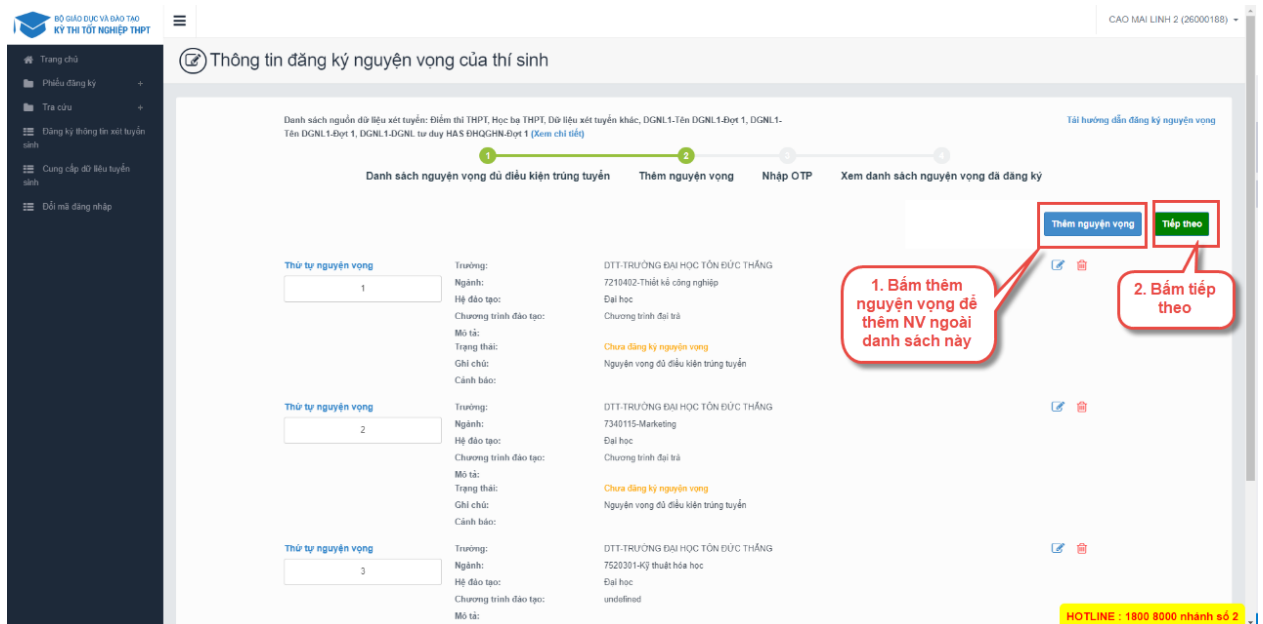 BỘ GIÁO DỤC VÀ ĐÀO TẠO
KỲ THI TỐT NGHIỆP THPT
CAO MAI LINH 2 (26000188)
Trang chủ
Phiếu đăng ký +
Tra cứu +
Đăng ký thông tin xét tuyển
sinh
Cung cấp dữ liệu tuyển
sinh
Đổi mã đăng nhập
Thông tin đăng ký nguyện vọng của thí sinh
Danh sách nguồn dữ liệu xét tuyển: Điểm thi THPT, Học bạ THPT, Dữ liệu xét tuyển khác, DGNL1-Tên DGNL1-Đợt 1, DGNL1-
Tên DGNL1-Đợt 1, DGNL1-DGNL tư duy HAS ĐHQGHN-Đợt 1 (Xem chi tiết)
Tải hướng dẫn đăng ký nguyện vọng
1 2 3 4
Danh sách nguyện vọng đủ điều kiện trúng tuyển Thêm nguyện vọng Nhập OTP Xem danh sách nguyện vọng đã đăng ký
Thêm nguyện vọng Tiếp theo
1. Bấm thêm
nguyện vọng để
thêm NV ngoài
danh sách này
2. Bấm tiếp
theo
Thứ tự nguyện vọng
1
Trường: DTT-TRƯỜNG ĐẠI HỌC TÔN ĐỨC THẮNG
Ngành: 7210402-Thiết kế công nghiệp
Hệ đào tạo: Đại học
Chương trình đào tạo: Chương trình đại trà
Mô tả:
Trạng thái: Chưa đăng ký nguyện vọng
Ghi chú: Nguyện vọng đủ điều kiện trúng tuyển
Cảnh báo:
Thứ tự nguyện vọng
2
Trường: DTT-TRƯỜNG ĐẠI HỌC TÔN ĐỨC THẮNG
Ngành: 7340115-Marketing
Hệ đào tạo: Đại học
Chương trình đào tạo: Chương trình đại trà
Mô tả:
Trạng thái: Chưa đăng ký nguyện vọng
Ghi chú: Nguyện vọng đủ điều kiện trúng tuyển
Cảnh báo:
Thứ tự nguyện vọng
3
Trường: DTT-TRƯỜNG ĐẠI HỌC TÔN ĐỨC THẮNG
Ngành: 7520301-Kỹ thuật hóa học
Hệ đào tạo: Đại học
Chương trình đào tạo: undefined
Mô tả:
HOTLINE : 1800 8000 nhánh số 2